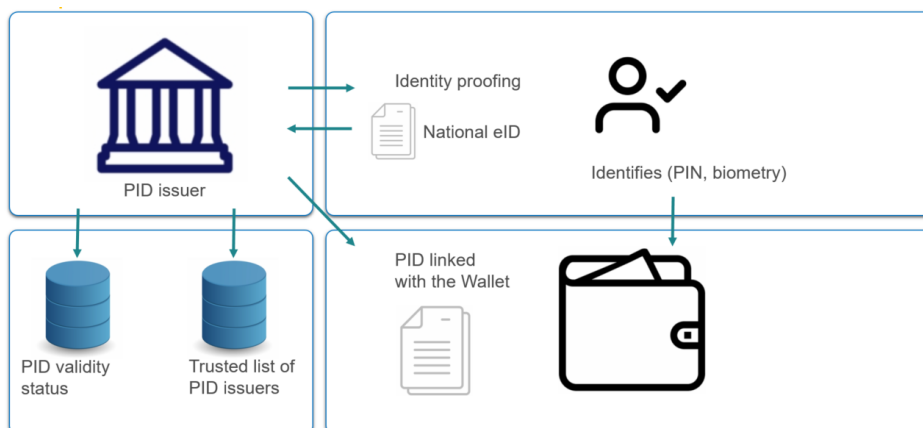 Identity proofing
National eID
PID issuer
Identifies (PIN, biometry)
PID linked
with the Wallet
PID validity
status
Trusted list of
PID issuers